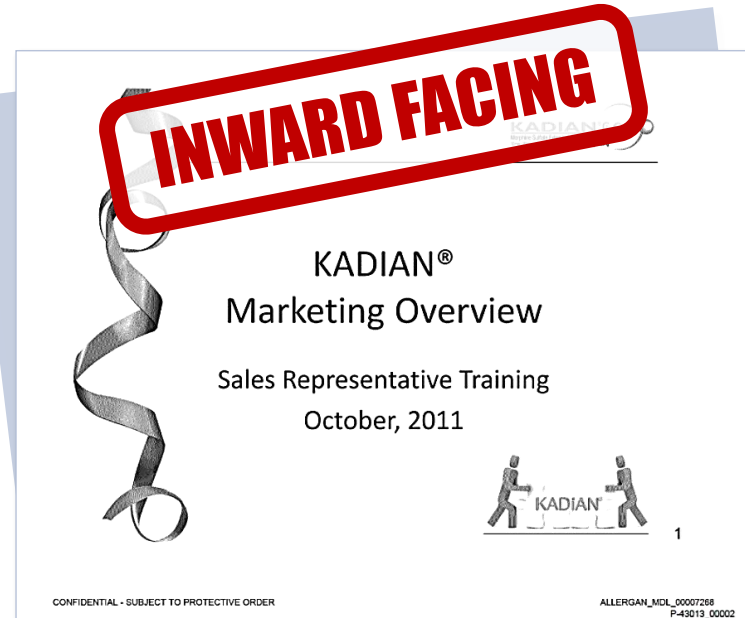 INWARD FACING
KADIAN®
KADIAN®
Marketing Overview
Sales Representative Training
October, 2011
KADIAN®
1
CONFIDENTIAL - SUBJECT TO PROTECTIVE ORDER
ALLERGAN_MDL_00007268
P-43013_00002